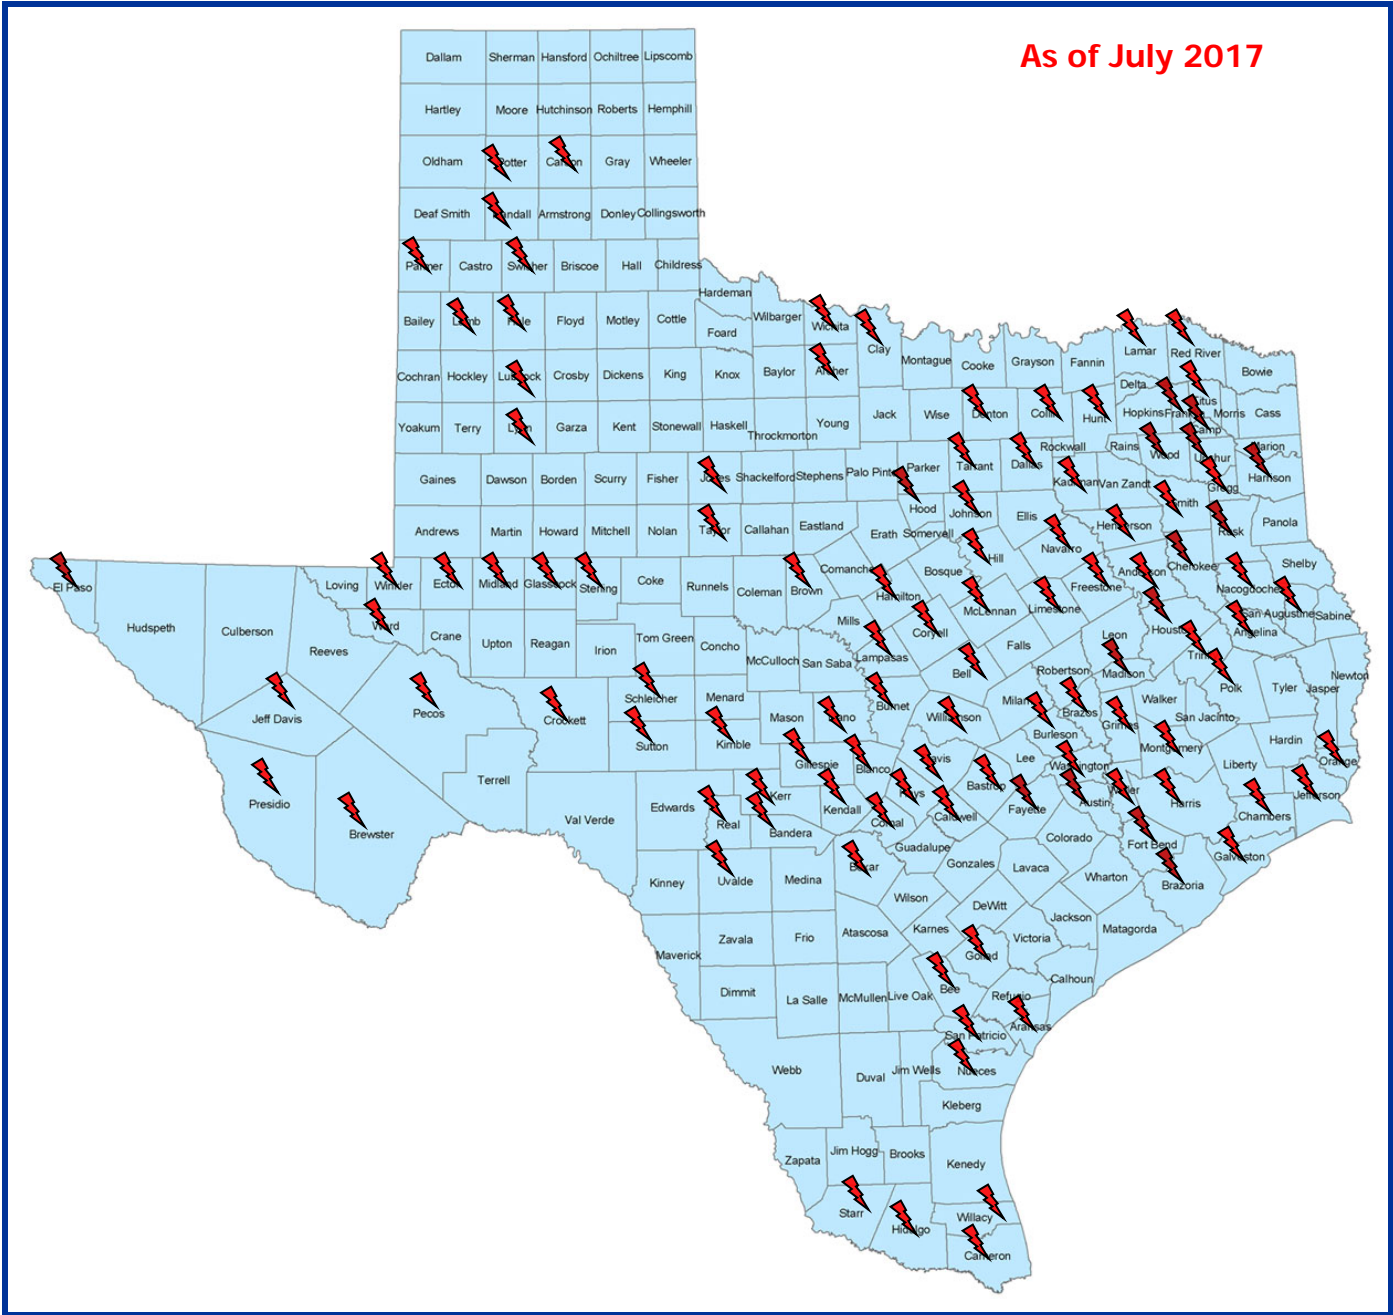 As of July 2017
Dallam Sherman Hansford Ochiltree Lipscomb
Hartley Moore Hutchinson Roberts Hemphill
Oldham Potter Carson Gray Wheeler
Deaf Smith Randall Armstrong Donley Collingsworth
Parmer Castro Swisher Briscoe Hall Childress
Hardeman
Bailey Lamb Hale Floyd Motley Cottle Foard Wilbarger Wichita
Clay Montague Cooke Grayson Fannin Lamar Red River Bowie
Cochran Hockley Lubbock Crosby Dickens King Knox Baylor Archer
Delta Titus
Jack Wise Denton Collin Hunt Hopkins Franklin Morris Cass
Yoakum Terry Lynn Garza Kent Stonewall Haskell Throckmorton Young
Camp
Rockwall Rains Wood Upshur Marion
Gaines Dawson Borden Scurry Fisher Jones Shackelford Stephens Palo Pinto Parker Tarrant Dallas
Kaufman Van Zandt Gregg Harrison
Hood Johnson Ellis Smith
Andrews Martin Howard Mitchell Nolan Taylor Callahan Eastland Erath Somervell
Henderson Rusk Panola
Navarro Hill
El Paso Loving Winkler Ector Midland Glasscock Sterling Coke Runnels Coleman Brown Comanche Bosque
Freestone Anderson Cherokee Shelby
Nacogdoches
Hamilton McLennan Limestone
San Augustine Sabine
Hudspeth Culberson Reeves Ward Crane Upton Reagan Irion Tom Green Concho
Mills Coryell Falls Leon Houston Angelina
McCulloch San Saba Lampasas Bell Robertson Madison Trinity
Polk Tyler Jasper Newton
Jeff Davis Pecos Crockett Schleicher Menard
Mason Llano Burnet Williamson Milam Brazos Grimes Walker San Jacinto
Sutton Kimble Burleson Montgomery Hardin
Gillespie Blanco Travis Lee Washington Liberty Orange
Presidio Brewster Terrell Val Verde Edwards Kerr Kendall Hays Bastrop
Fayette Austin Waller Harris Jefferson
Real Bandera Comal Caldwell Chambers
Guadalupe Colorado Fort Bend
Kinney Uvalde Medina Bexar Gonzales Lavaca Wharton Brazoria Galveston
Wilson DeWitt
Maverick Zavala Frio Atascosa Karnes Victoria Jackson Matagorda
Goliad
Dimmit La Salle McMullen Live Oak Bee Refugio Calhoun
Aransas
San Patricio
Webb Duval Jim Wells Nueces
Kleberg
Zapata Jim Hogg Brooks Kenedy
Starr Hidalgo Willacy
Cameron